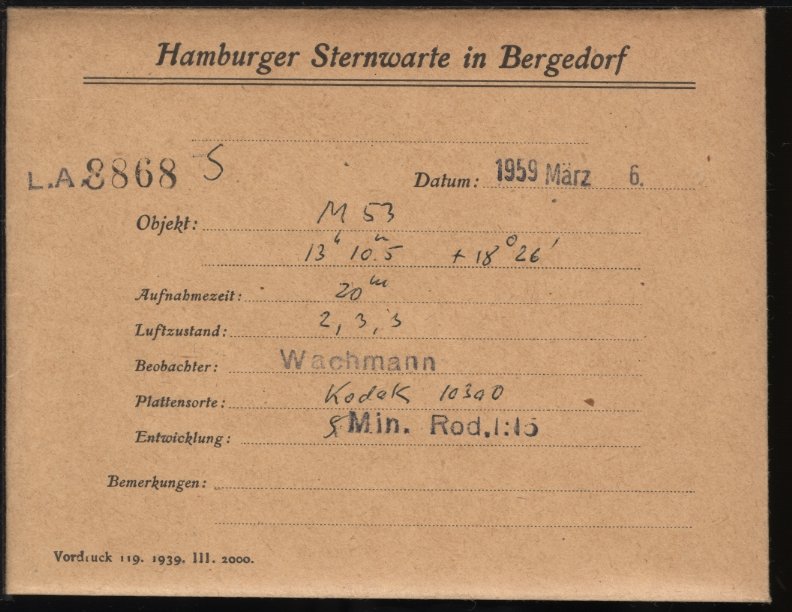 Hamburger Sternwarte in Bergedorf
L.A. 8868 S Datum: 1959 März 6.
Objekt: M 53
13h 10m.5 + 18° 26'
Aufnahmezeit: 20m
Luftzustand: 2, 3, 3
Beobachter: Wachmann
Plattensorte: Kodak 103a0
Entwicklung: 5 Min. Rod. 1:15
Bemerkungen:
Vordruck 119. 1939. III. 2000.